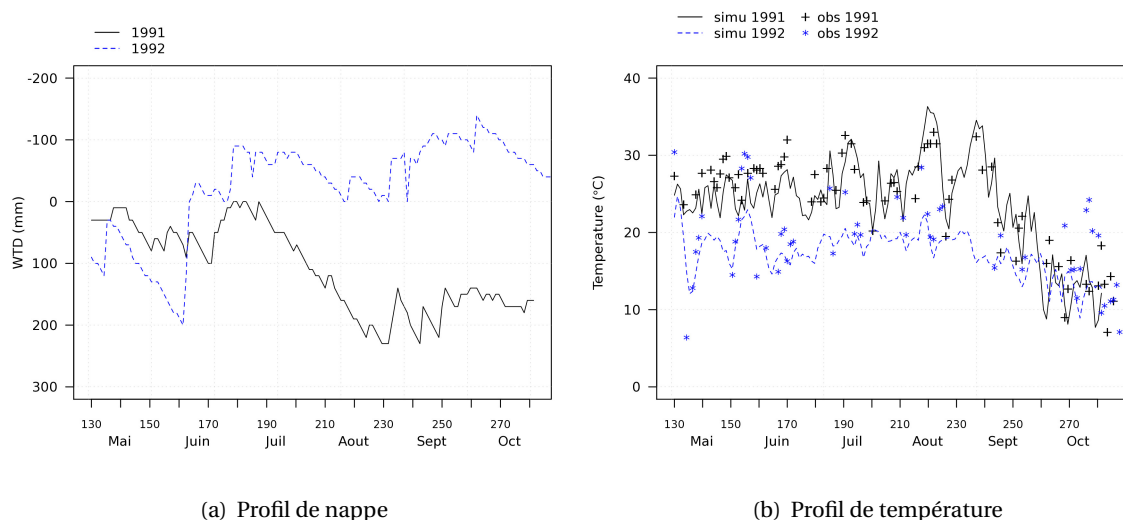 1991
1992
-200
-100
0
100
200
300
WTD (mm)
130 150 170 190 210 230 250 270
Mai Juin Juil Aout Sept Oct
(a) Profil de nappe
simu 1991 obs 1991
simu 1992 obs 1992
40
30
20
10
0
Temperature (°C)
130 150 170 190 210 230 250 270
Mai Juin Juil Aout Sept Oct
(b) Profil de température